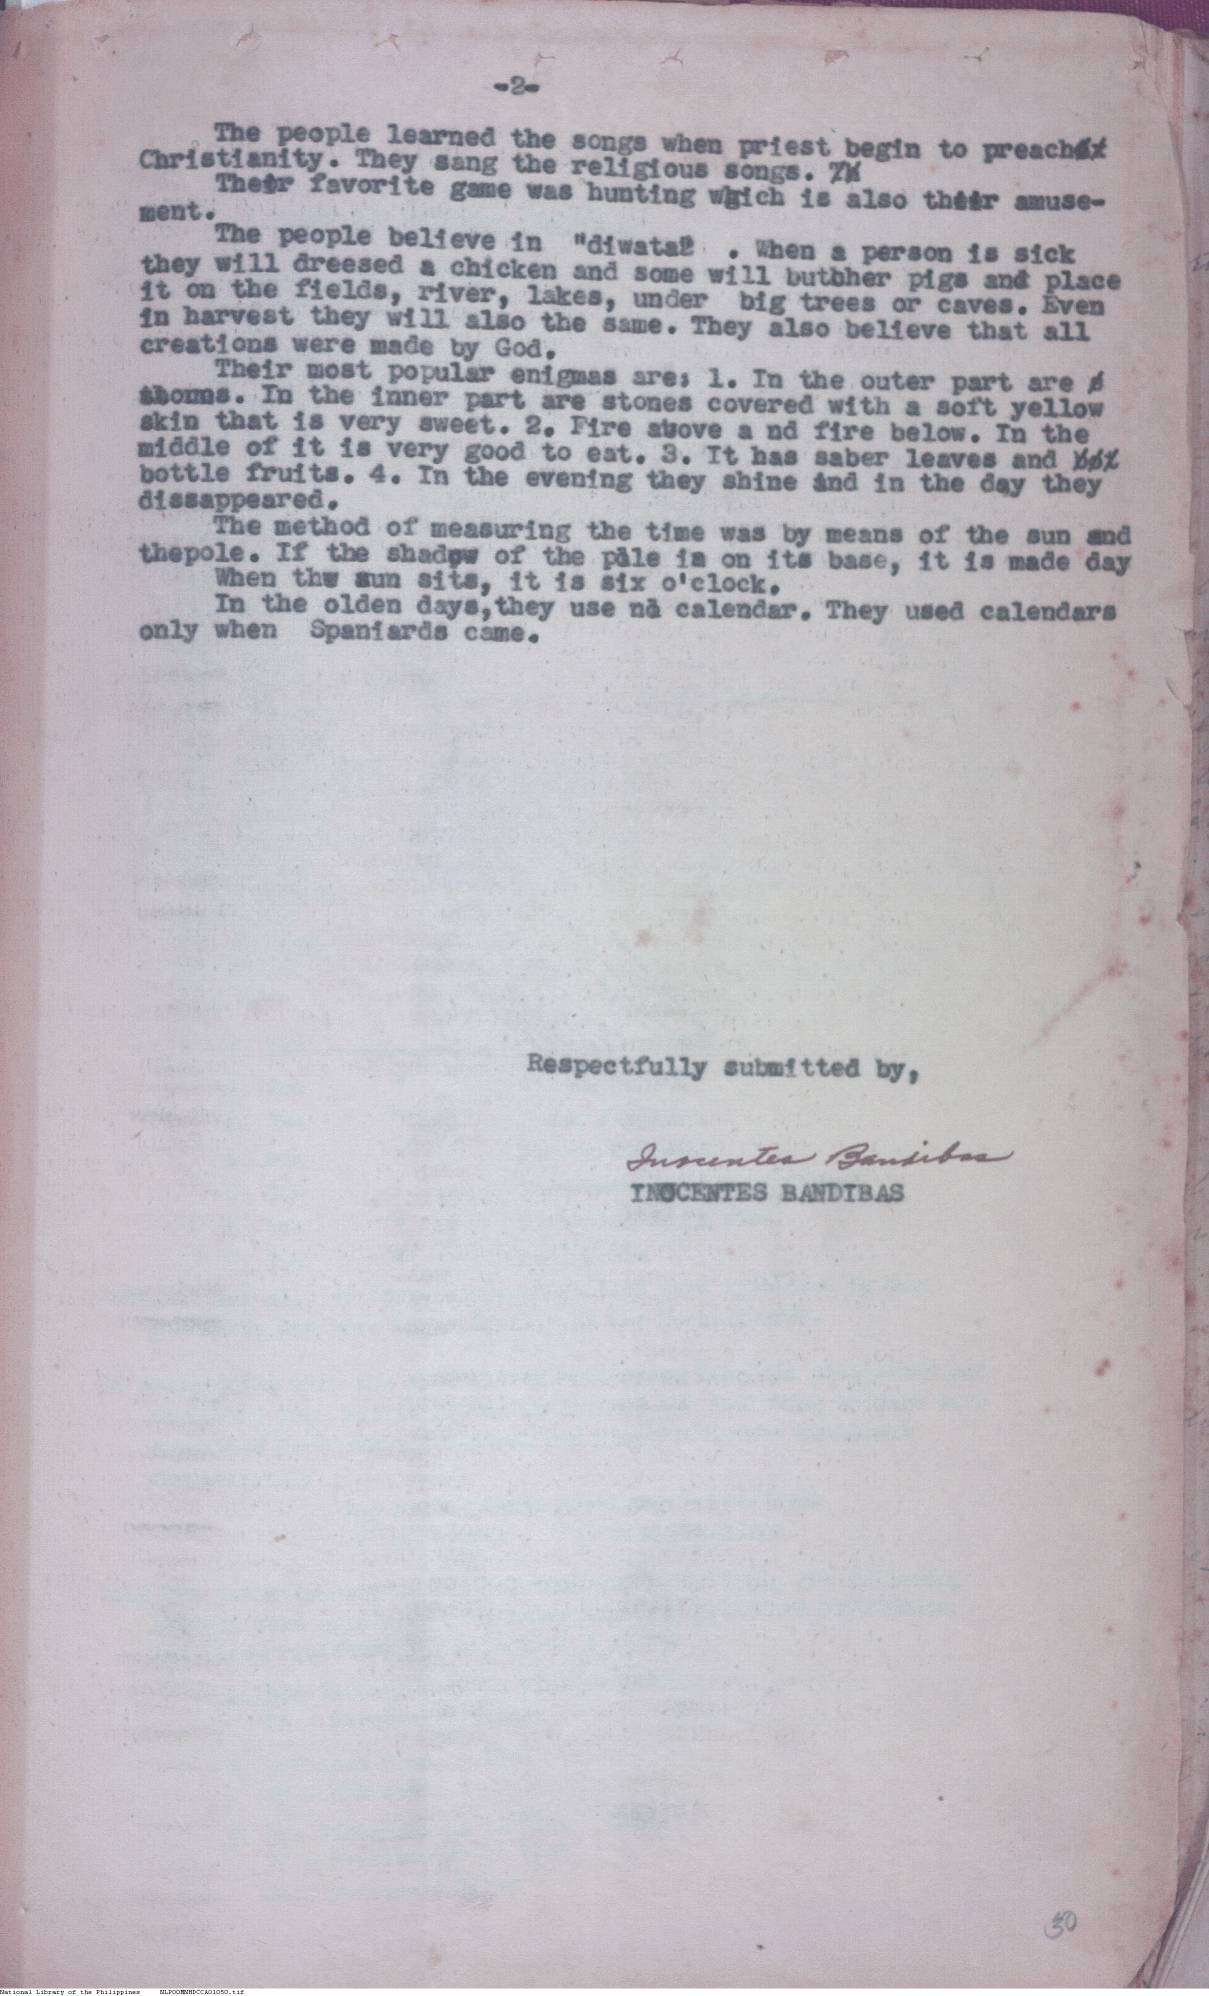 -2-
The people learned the songs when priest begin to preach
Christianity. They sang the religious songs.
Their favorite game was hunting which is also their amuse-
ment.
The people believe in "diwata" . When a person is sick
they will dreesed a chicken and some will butbher pigs and place
it on the fields, river, lakes, under big trees or caves. Even
in harvest they will also the same. They also believe that all
creations were made by God.
Their most popular enigmas are; 1. In the outer part are
thorns. In the inner part are stones covered with a soft yellow
skin that is very sweet. 2. Fire above a nd fire below. In the
middle of it is very good to eat. 3. It has saber leaves and
bottle fruits. 4. In the evening they shine and in the day they
dissappeared.
The method of measuring the time was by means of the sun and
thepole. If the shadow of the pole is on its base, it is made day
When thw sun sits, it is six o'clock.
In the olden days,they use no calendar. They used calendars
only when Spaniards came.
Respectfully submitted by,
Inocentes Bandibas
INOCENTES BANDIBAS
30
National Library of the Philippines NLPOOMNHDCCA01050.tif